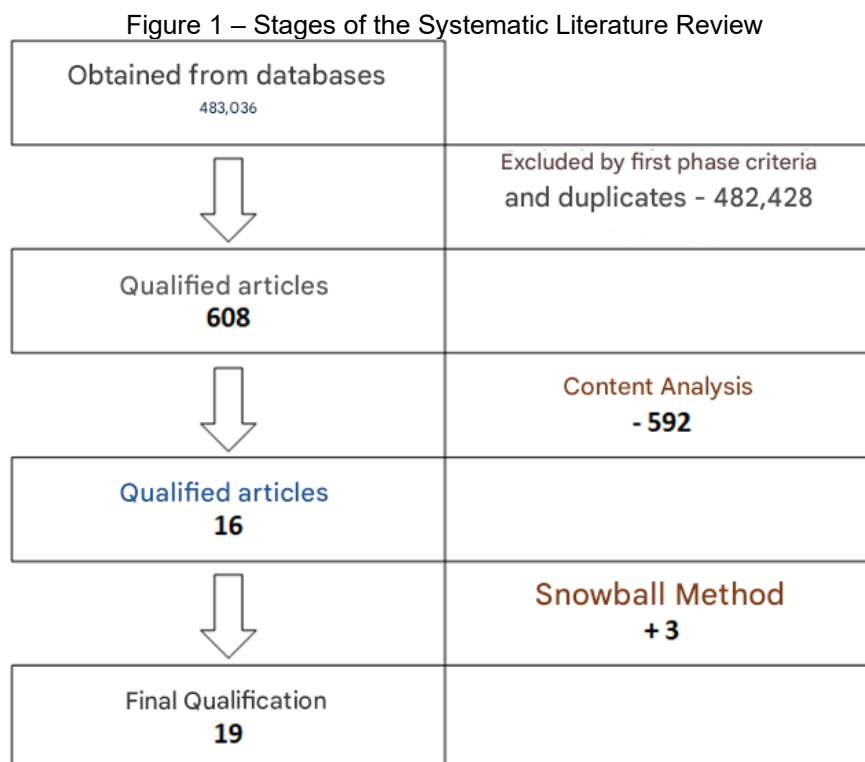 Figure 1 – Stages of the Systematic Literature Review
Obtained from databases
483,036
Excluded by first phase criteria
and duplicates - 482,428
Qualified articles
608
Content Analysis
- 592
Qualified articles
16
Snowball Method
+ 3
Final Qualification
19